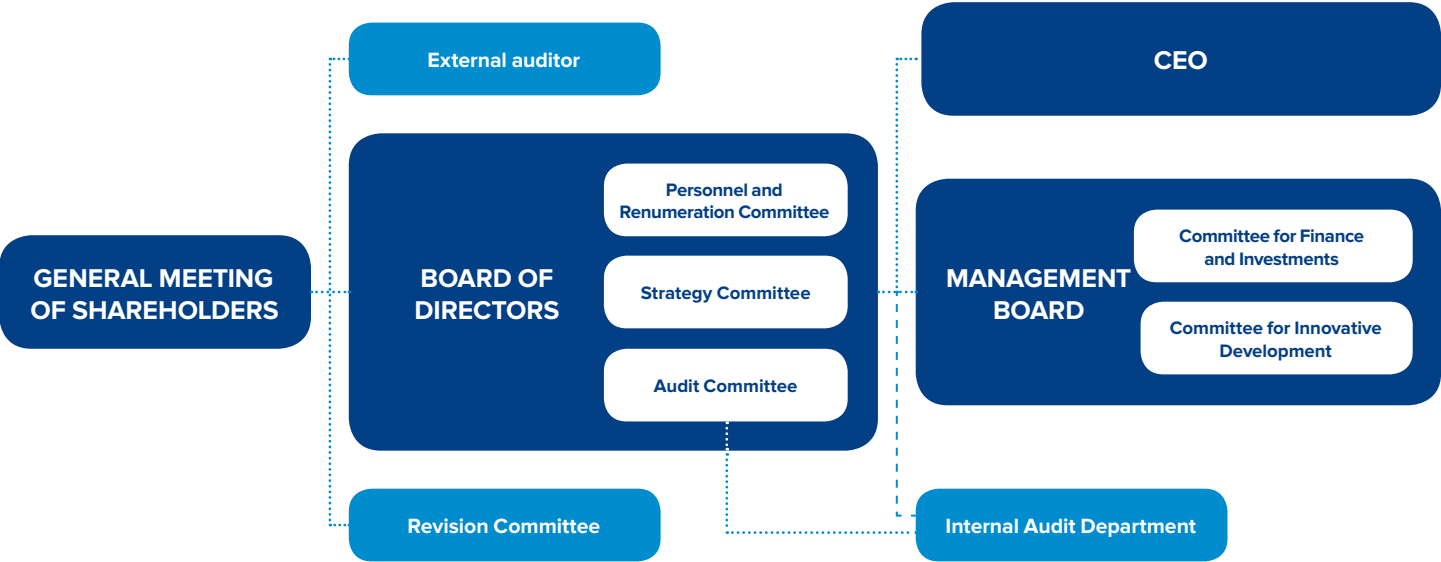 External auditor
CEO
Personnel and
Renumeration Committee
GENERAL MEETING
OF SHAREHOLDERS
BOARD OF
DIRECTORS
Strategy Committee
Audit Committee
MANAGEMENT
BOARD
Committee for Finance
and Investments
Committee for Innovative
Development
Revision Committee
Internal Audit Department